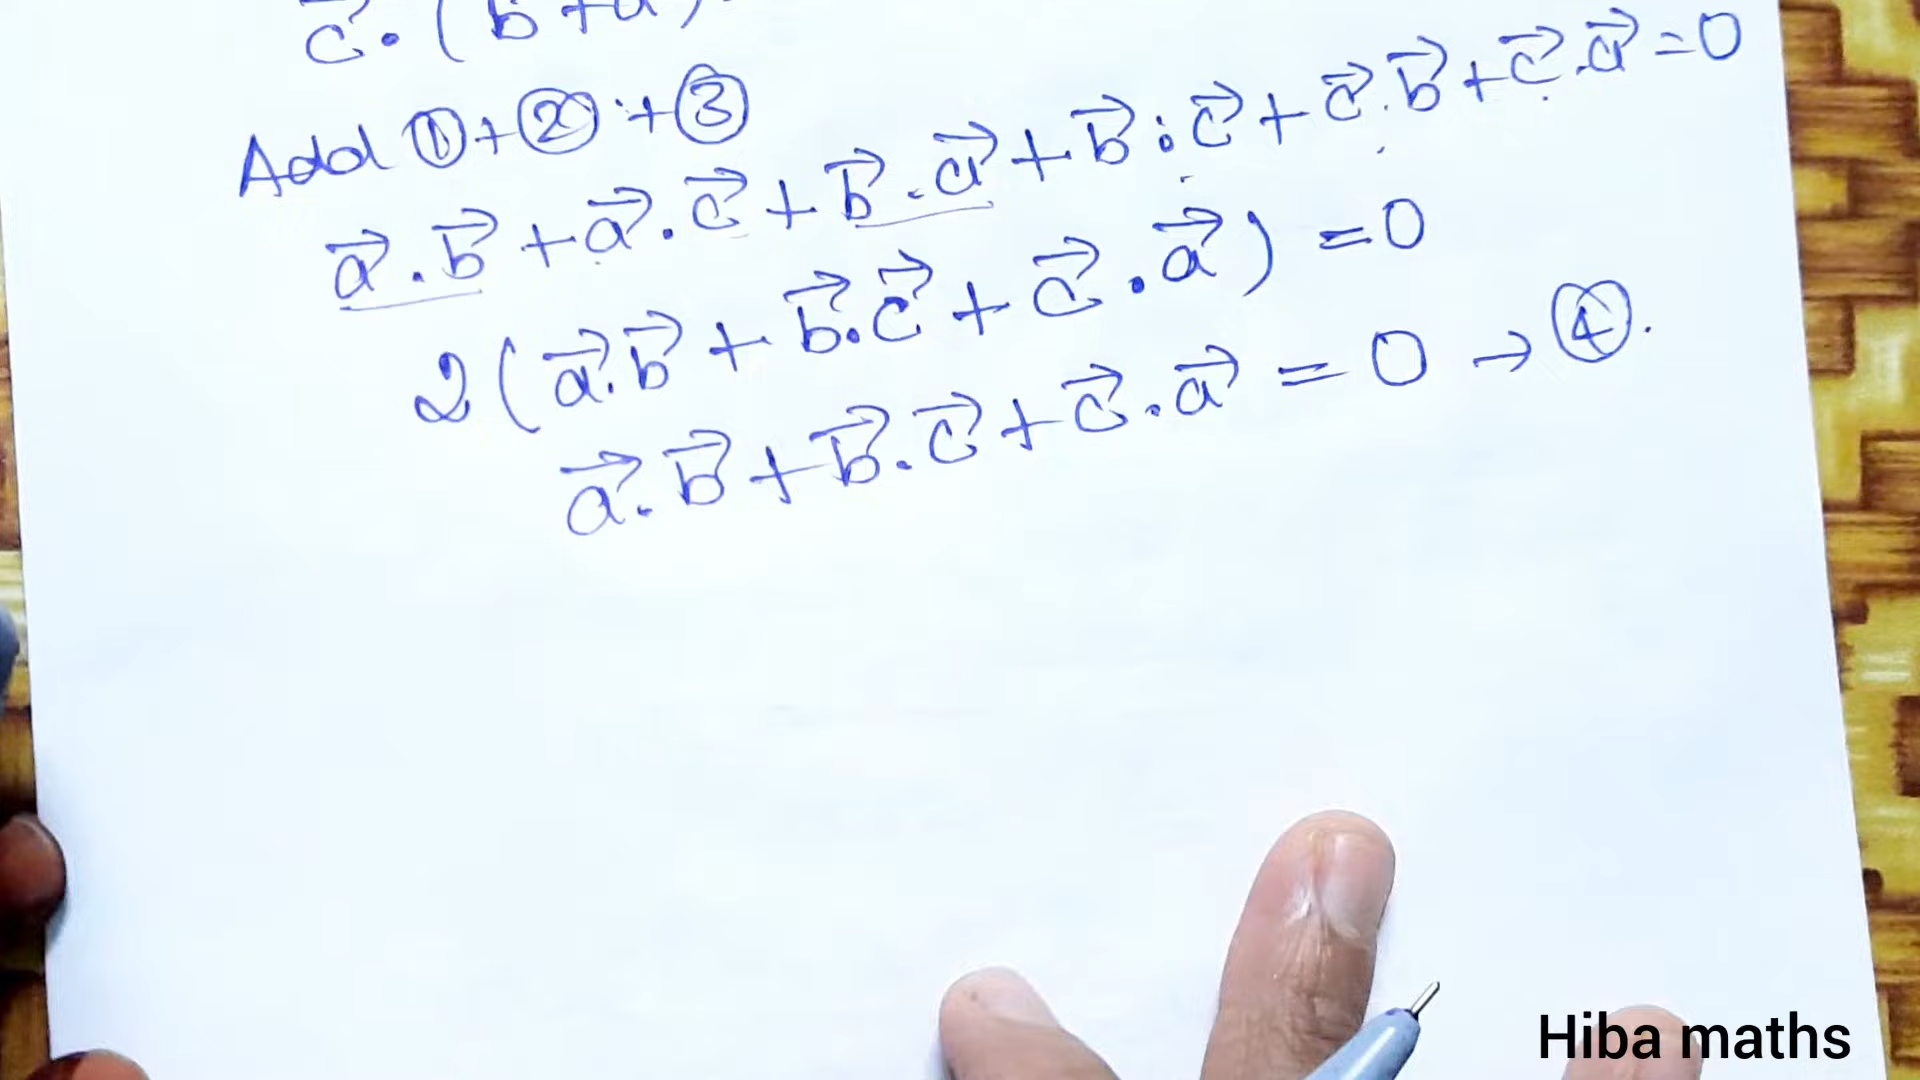 c⃗ . ( b⃗ + a⃗ )
Add ① + ② + ③
a⃗ . b⃗ + a⃗ . c⃗ + b⃗ . a⃗ + b⃗ . c⃗ + c⃗ . b⃗ + c⃗ . a⃗ = 0
2 ( a⃗ . b⃗ + b⃗ . c⃗ + c⃗ . a⃗ ) = 0
a⃗ . b⃗ + b⃗ . c⃗ + c⃗ . a⃗ = 0 → ④.
Hiba maths